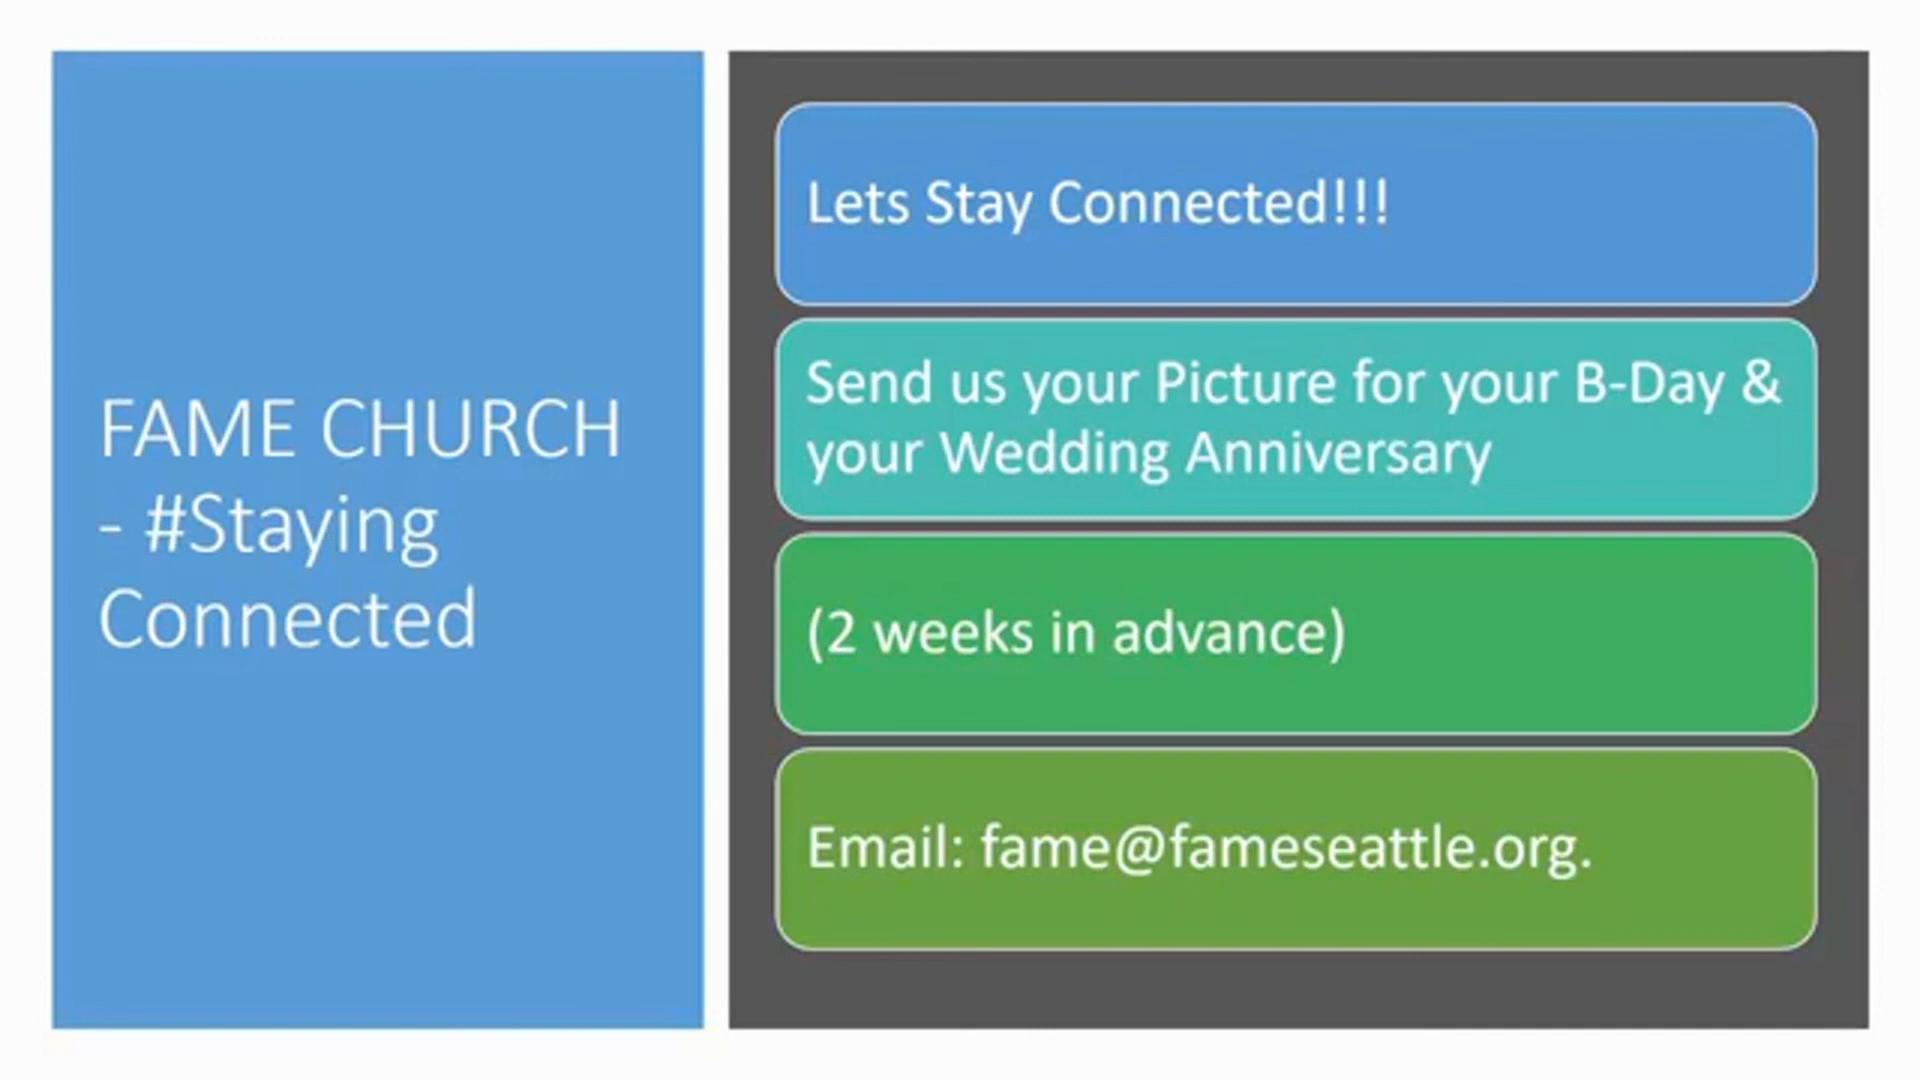 FAME CHURCH
- #Staying
Connected
Lets Stay Connected!!!
Send us your Picture for your B-Day &
your Wedding Anniversary
(2 weeks in advance)
Email: fame@fameseattle.org.